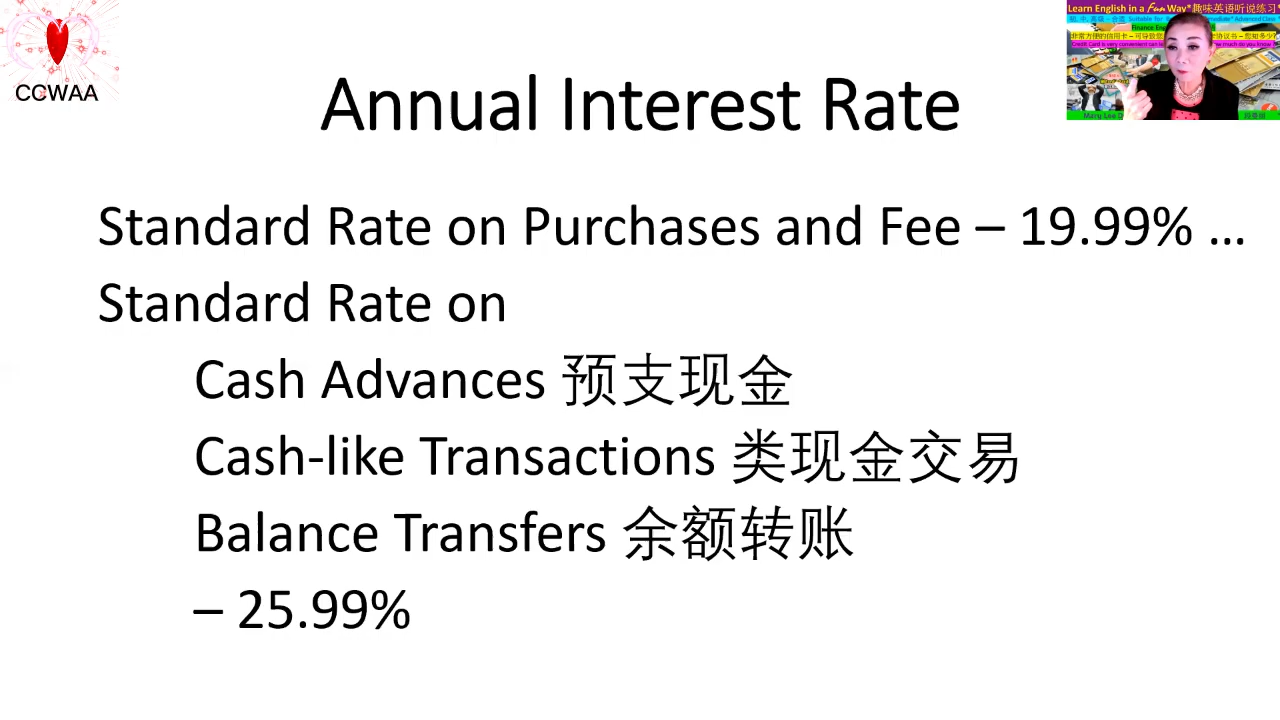 CCWAA
Learn English in a Fun Way*趣味英语听说练习*
Annual Interest Rate
Standard Rate on Purchases and Fee – 19.99% ...
Standard Rate on
Cash Advances 预支现金
Cash-like Transactions 类现金交易
Balance Transfers 余额转账
– 25.99%